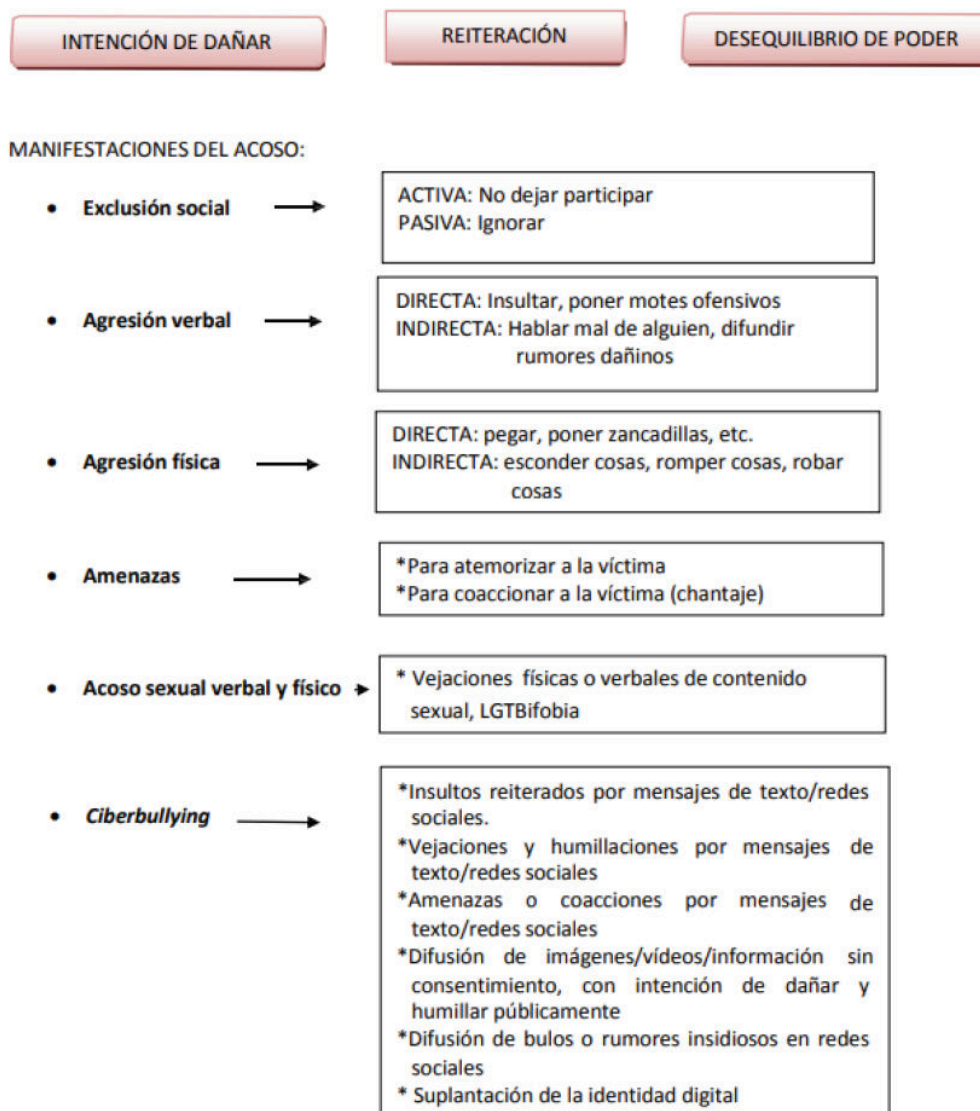 INTENCIÓN DE DAÑAR
REITERACIÓN
DESEQUILIBRIO DE PODER
MANIFESTACIONES DEL ACOSO:
• Exclusión social
ACTIVA: No dejar participar
PASIVA: Ignorar
• Agresión verbal
DIRECTA: Insultar, poner motes ofensivos
INDIRECTA: Hablar mal de alguien, difundir
rumores dañinos
• Agresión física
DIRECTA: pegar, poner zancadillas, etc.
INDIRECTA: esconder cosas, romper cosas, robar
cosas
• Amenazas
*Para atemorizar a la víctima
*Para coaccionar a la víctima (chantaje)
• Acoso sexual verbal y físico
* Vejaciones físicas o verbales de contenido
sexual, LGTBifobia
• Ciberbullying
*Insultos reiterados por mensajes de texto/redes
sociales.
*Vejaciones y humillaciones por mensajes de
texto/redes sociales
*Amenazas o coacciones por mensajes de
texto/redes sociales
*Difusión de imágenes/vídeos/información sin
consentimiento, con intención de dañar y
humillar públicamente
*Difusión de bulos o rumores insidiosos en redes
sociales
* Suplantación de la identidad digital